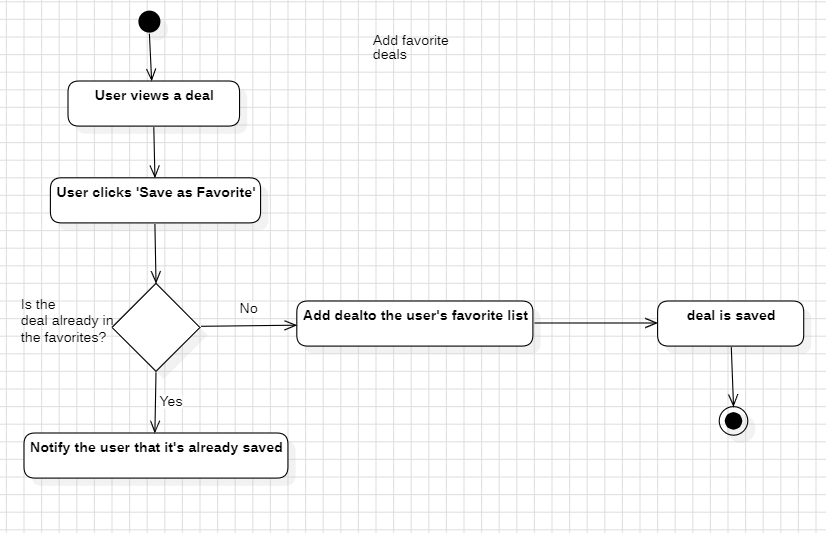 Add favorite
deals
User views a deal
User clicks 'Save as Favorite'
Is the
deal already in
the favorites?
No
Add dealto the user's favorite list
deal is saved
Yes
Notify the user that it's already saved